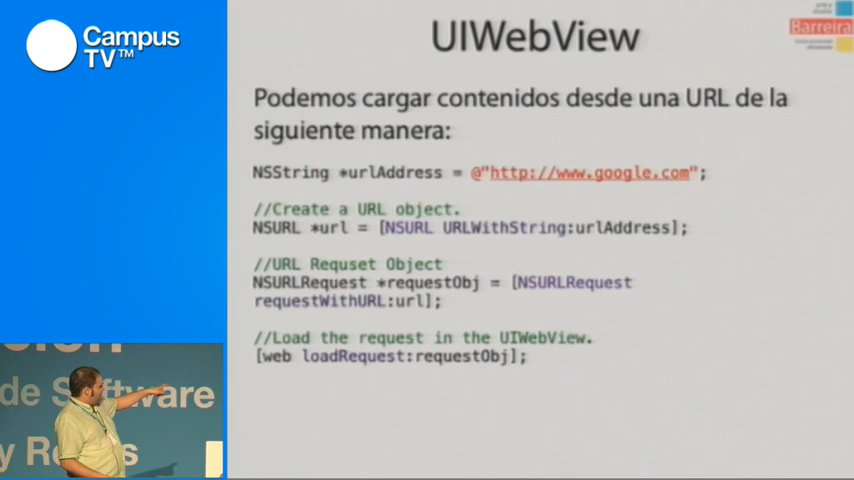 Campus
TV™
UIWebView
Barreira
Podemos cargar contenidos desde una URL de la
siguiente manera:
NSString *urlAddress = @"http://www.google.com";
//Create a URL object.
NSURL *url = [NSURL URLWithString:urlAddress];
//URL Requset Object
NSURLRequest *requestObj = [NSURLRequest
requestWithURL:url];
//Load the request in the UIWebView.
[web loadRequest:requestObj];
de Software
y